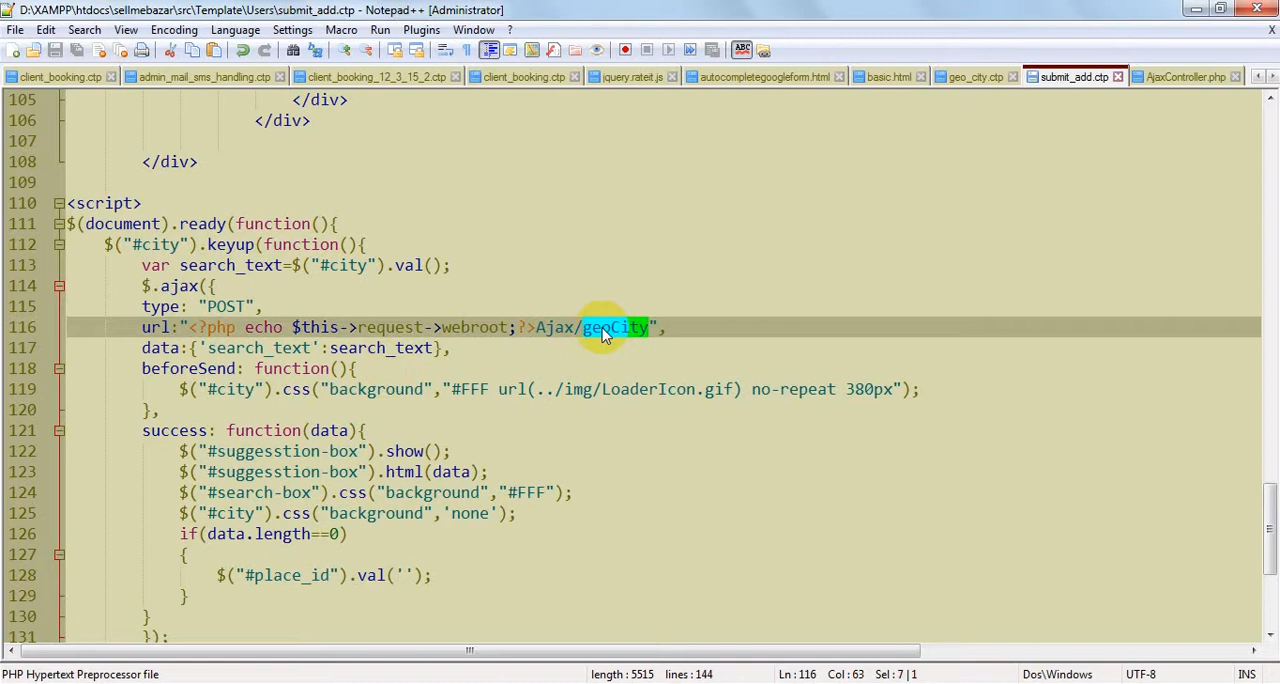 D:\XAMPP\htdocs\sellmebazar\src\Template\Users\submit_add.ctp - Notepad++ [Administrator]
File Edit Search View Encoding Language Settings Macro Run Plugins Window ? X
ABC
client_booking.ctp admin_mail_sms_handling.ctp client_booking_12_3_15_2.ctp client_booking.ctp jquery.rateit.js autocompletegoogleform.html basic.html geo_city.ctp submit_add.ctp AjaxController.php
105 </div>
106 </div>
107
108 </div>
109
110 <script>
111 $(document).ready(function(){
112 $("#city").keyup(function(){
113 var search_text=$("#city").val();
114 $.ajax({
115 type: "POST",
116 url:"<?php echo $this->request->webroot;?>Ajax/geoCity",
117 data:{'search_text':search_text},
118 beforeSend: function(){
119 $("#city").css("background","#FFF url(../img/LoaderIcon.gif) no-repeat 380px");
120 },
121 success: function(data){
122 $("#suggesstion-box").show();
123 $("#suggesstion-box").html(data);
124 $("#search-box").css("background","#FFF");
125 $("#city").css("background",'none');
126 if(data.length==0)
127 {
128 $("#place_id").val('');
129 }
130 }
131 });
PHP Hypertext Preprocessor file length : 5515 lines : 144 Ln : 116 Col : 63 Sel : 7 | 1 Dos\Windows UTF-8 INS